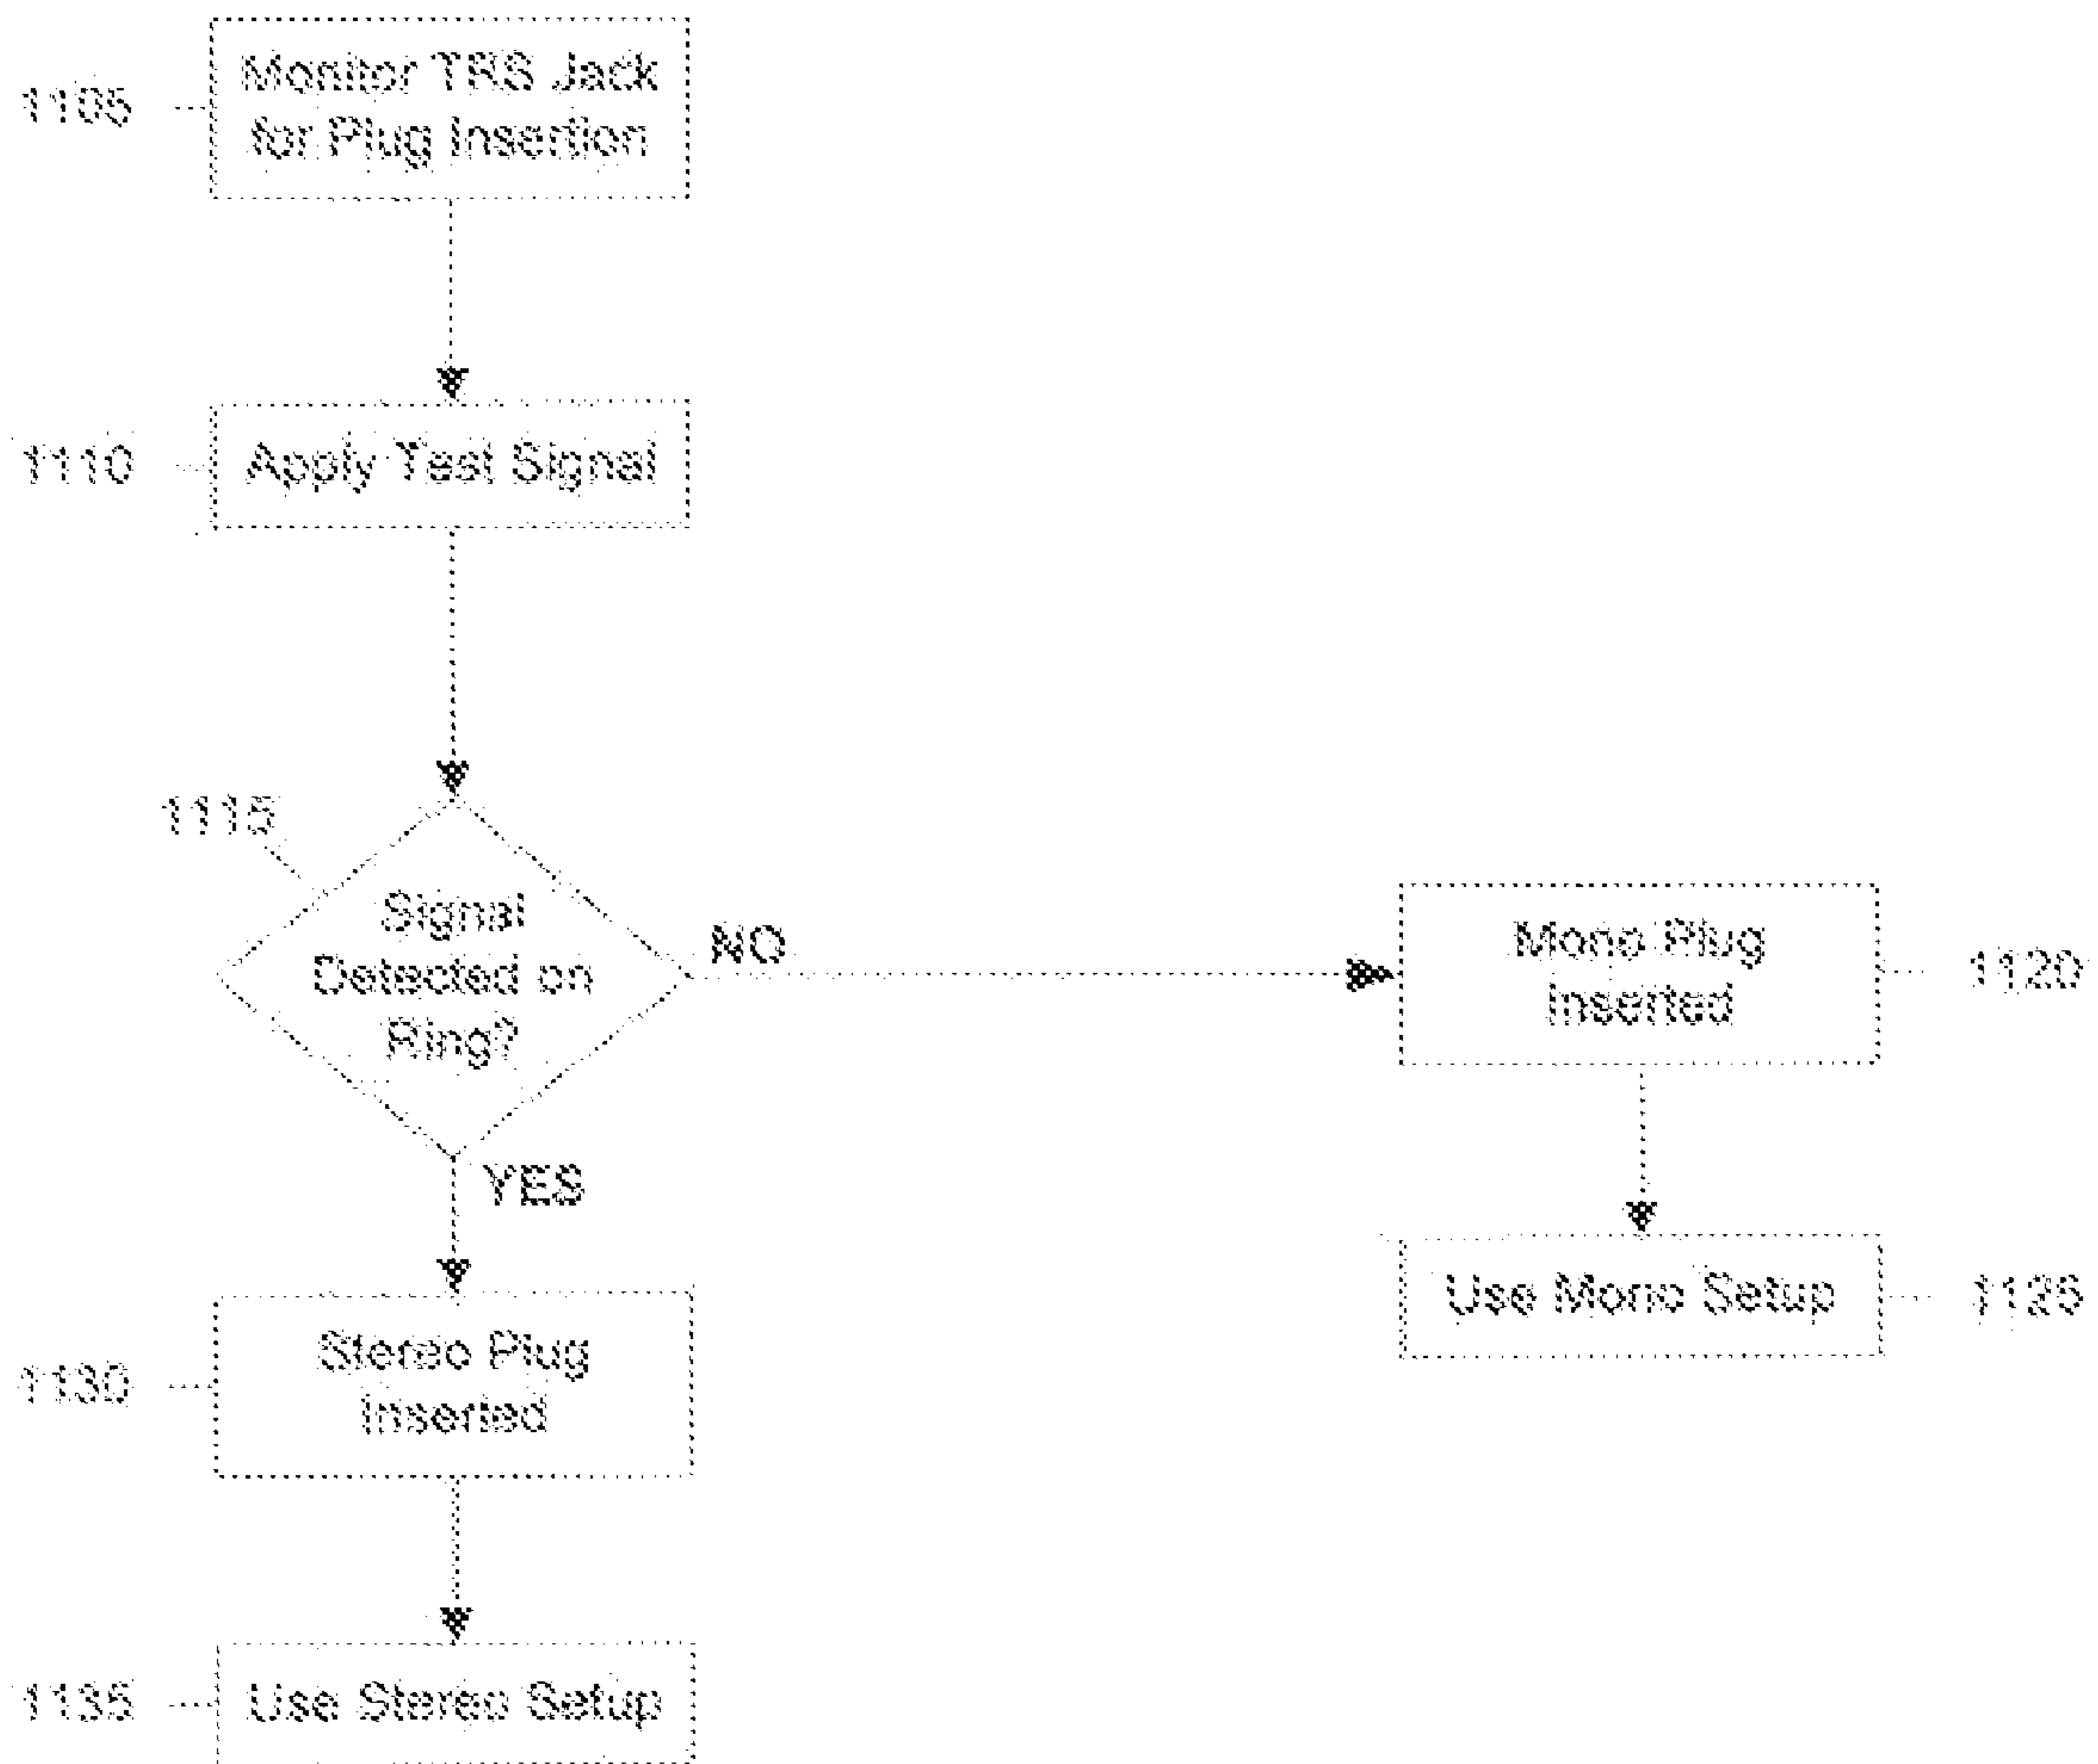 1105
Monitor TRS Jack
for Plug Insertion
1110
Apply Test Signal
1115
Signal
Detected on
Ring?
NO
Mono Plug
Inserted
1120
YES
Use Mono Setup
1125
1130
Stereo Plug
Inserted
1135
Use Stereo Setup